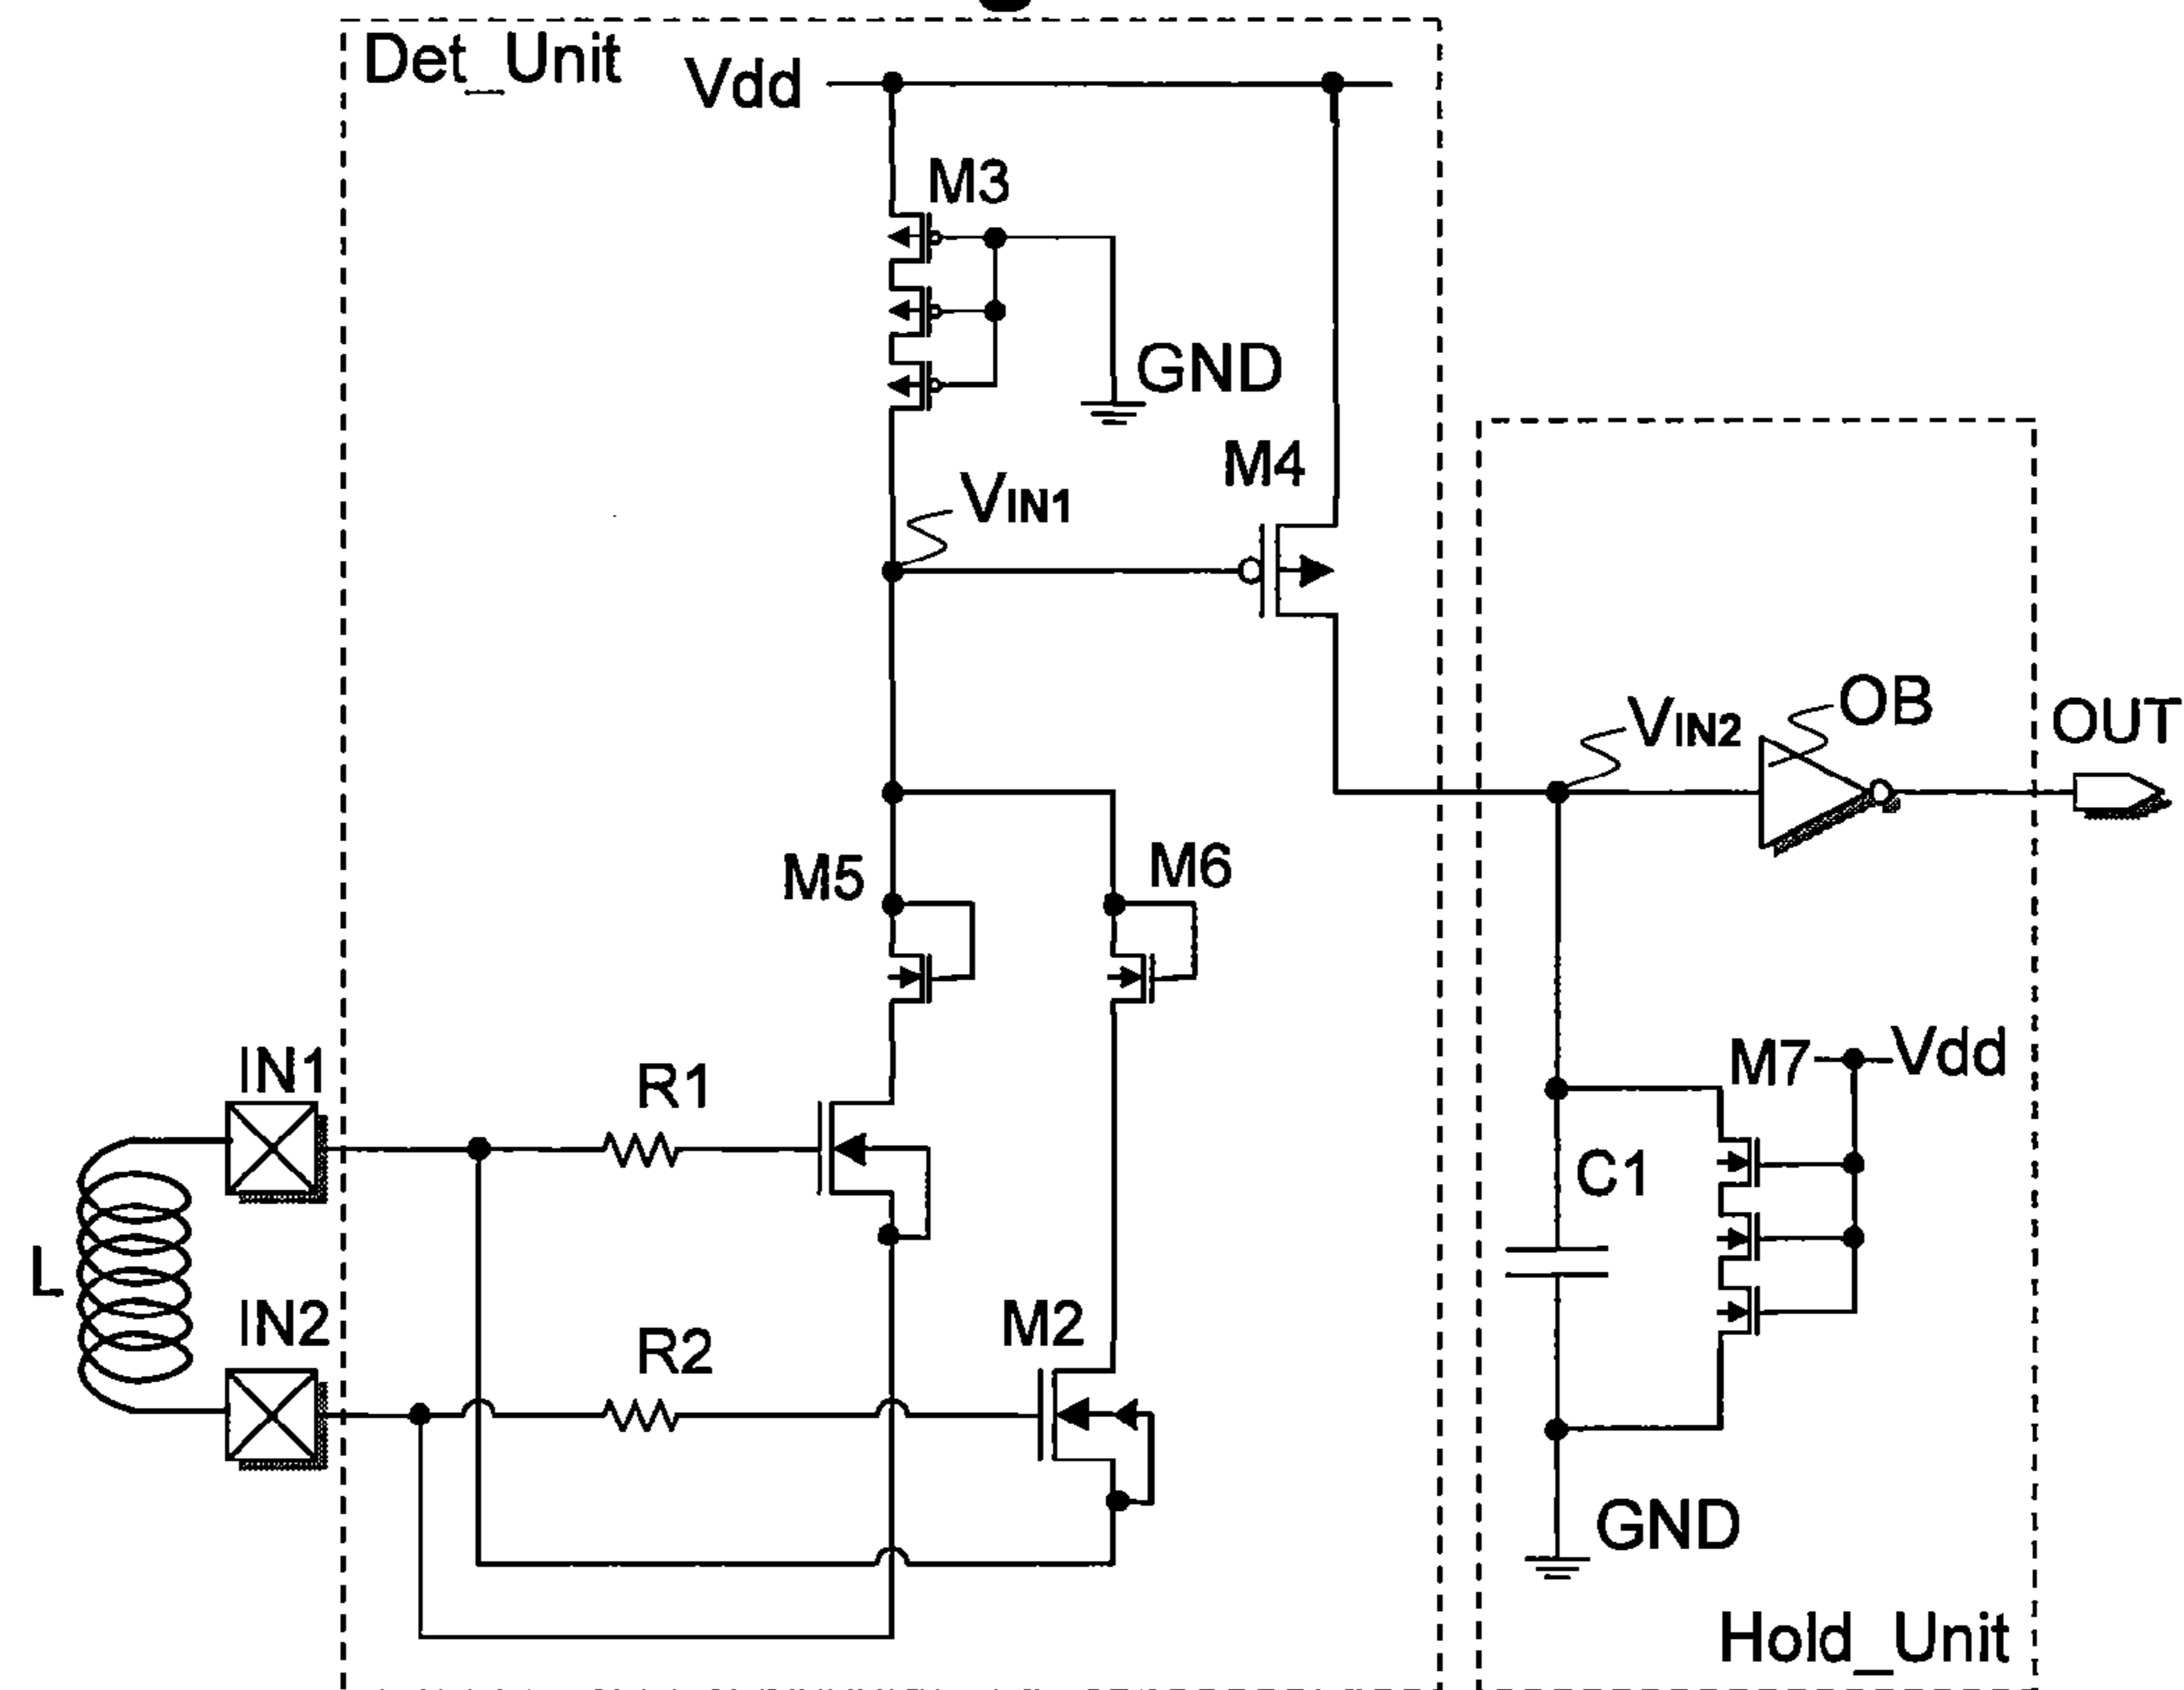 Det_Unit
Vdd
M3
GND
M4
VIN1
VIN2
OB
OUT
M5
M6
IN1
R1
M7
Vdd
C1
L
IN2
R2
M2
GND
Hold_Unit